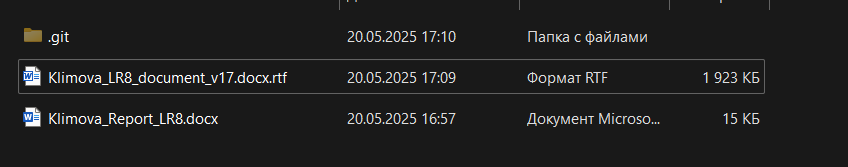 .git 20.05.2025 17:10 Папка с файлами
Klimova_LR8_document_v17.docx.rtf 20.05.2025 17:09 Формат RTF 1 923 КБ
Klimova_Report_LR8.docx 20.05.2025 16:57 Документ Microso... 15 КБ